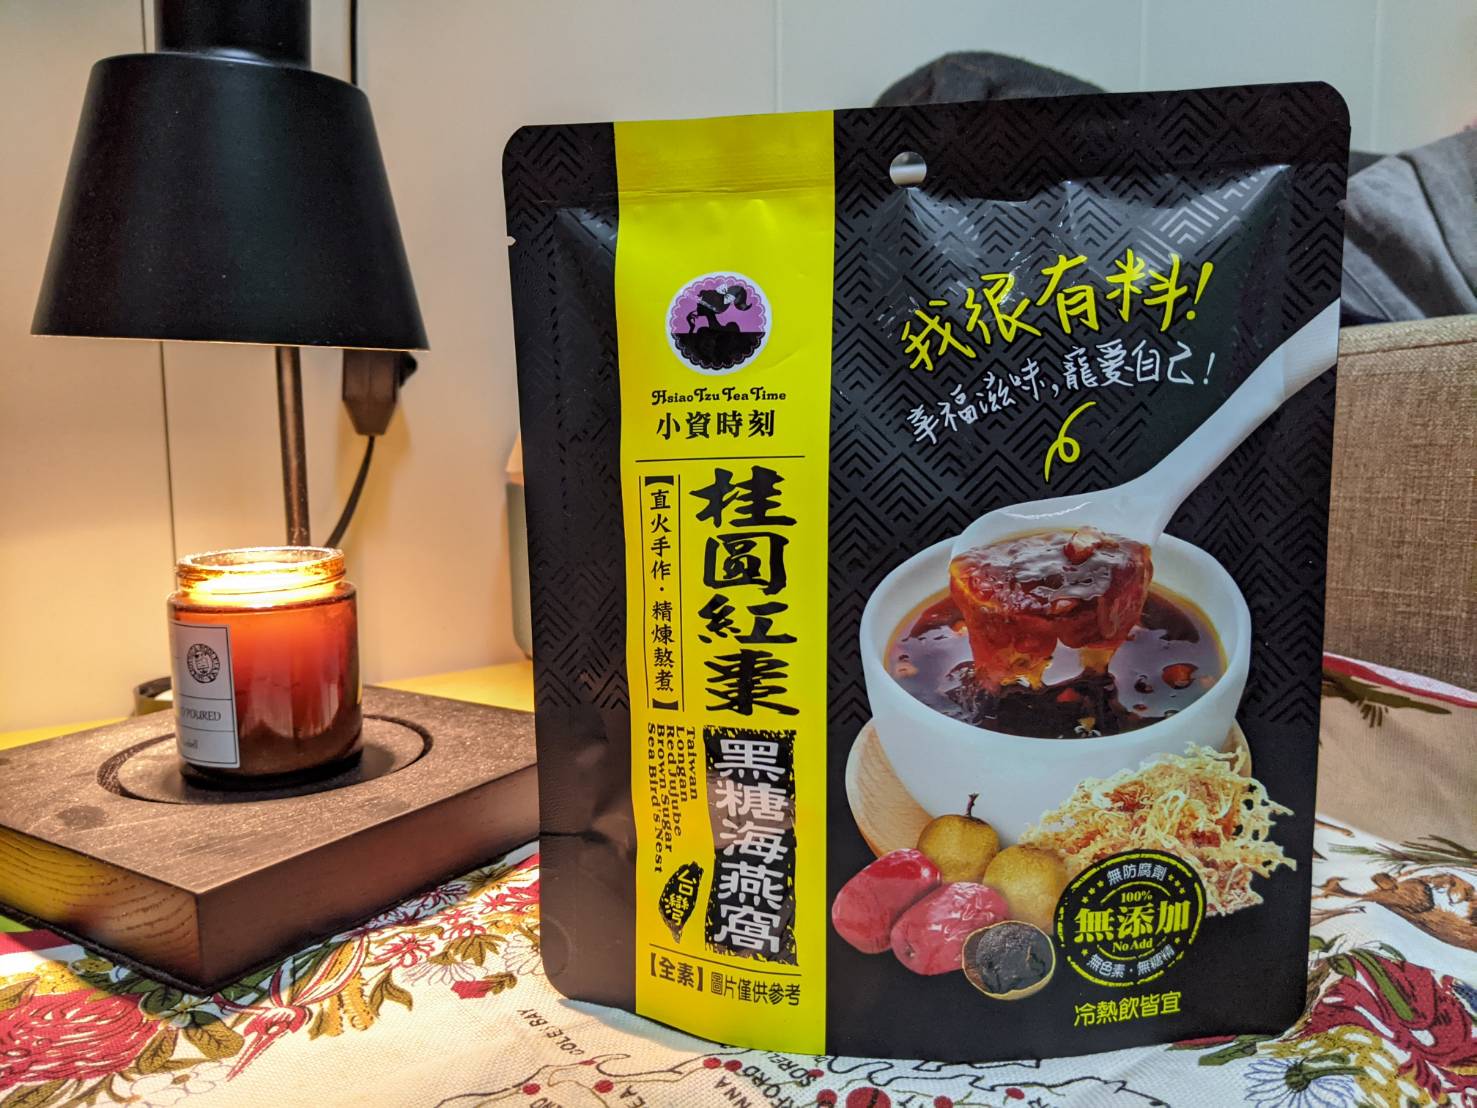 Hsiao Tzu Tea Time
小資時刻
桂圓紅棗
【直火手作·精煉熬煮】
黑糖海燕窩
Taiwan
Longan
Red Jujube
Brown Sugar
Sea Bird's Nest
台灣
【全素】圖片僅供參考
我很有料!
幸福滋味,寵愛自己!
無防腐劑
100%
無添加
No Add
無色素·無糖精
冷熱飲皆宜
POURED
COLE: BAY